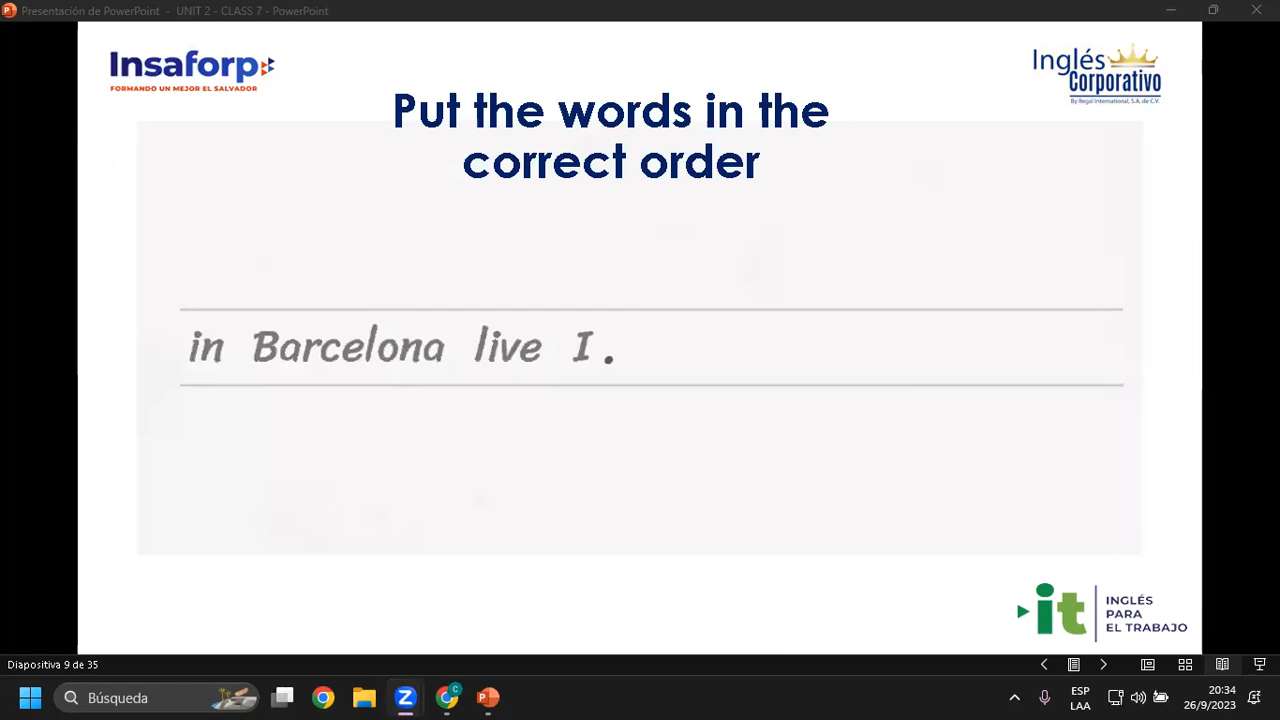 Presentación de PowerPoint - UNIT 2 - CLASS 7 - PowerPoint
Insaforp
FORMANDO UN MEJOR EL SALVADOR
Inglés
Corporativo
By Regal International, S.A. de C.V.
Put the words in the
correct order
in Barcelona live I.
it
INGLÉS
PARA
EL TRABAJO
Diapositiva 9 de 35
Búsqueda
C
ESP
LAA
20:34
26/9/2023